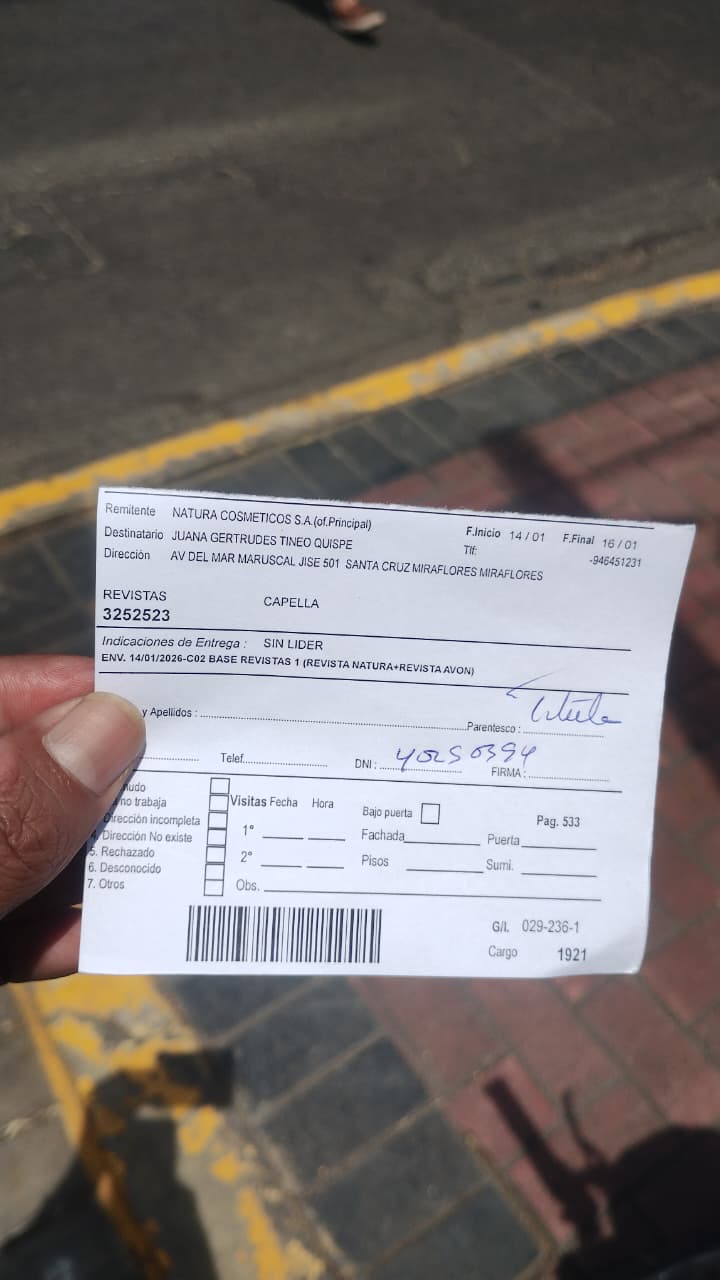 Remitente NATURA COSMETICOS S.A.(of.Principal) F.Inicio 14/01 F.Final 16/01
Destinatario JUANA GERTRUDES TINEO QUISPE Tlf: -946451231
Dirección AV DEL MAR MARUSCAL JISE 501 SANTA CRUZ MIRAFLORES MIRAFLORES
REVISTAS CAPELLA
3252523
Indicaciones de Entrega : SIN LIDER
ENV. 14/01/2026-C02 BASE REVISTAS 1 (REVISTA NATURA+REVISTA AVON)
y Apellidos : Parentesco :
Telef. DNI : 40250394 FIRMA :
mudo
no trabaja Visitas Fecha Hora Bajo puerta Pag. 533
Dirección incompleta 1° Fachada Puerta
4. Dirección No existe
5. Rechazado 2° Pisos Sumi.
6. Desconocido
7. Otros Obs.
G/I. 029-236-1
Cargo 1921